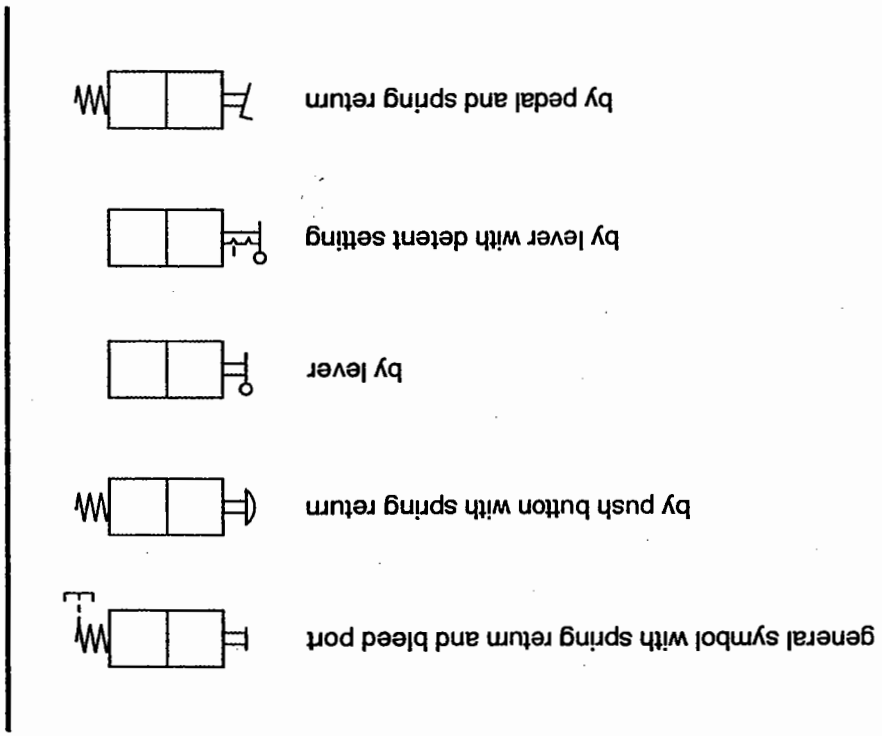 general symbol with spring return and bleed port
by push button with spring return
by lever
by lever with detent setting
by pedal and spring return